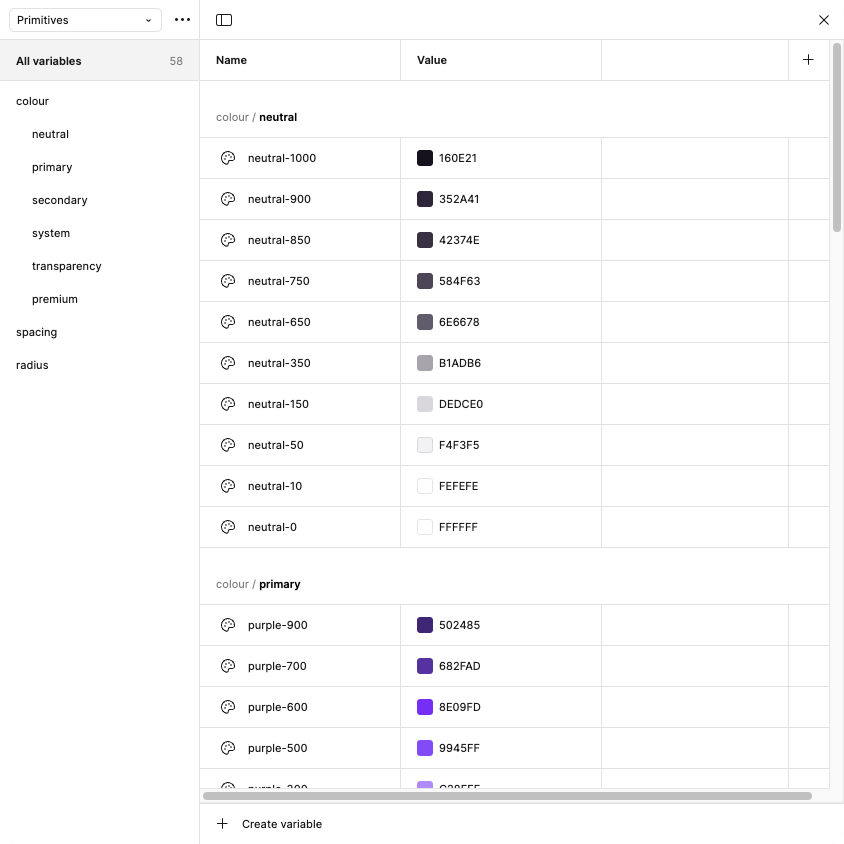 Primitives
All variables 58
colour
neutral
primary
secondary
system
transparency
premium
spacing
radius
Name Value
colour / neutral
neutral-1000 160E21
neutral-900 352A41
neutral-850 42374E
neutral-750 584F63
neutral-650 6E6678
neutral-350 B1ADB6
neutral-150 DEDCE0
neutral-50 F4F3F5
neutral-10 FEFEFE
neutral-0 FFFFFF
colour / primary
purple-900 502485
purple-700 682FAD
purple-600 8E09FD
purple-500 9945FF
Create variable